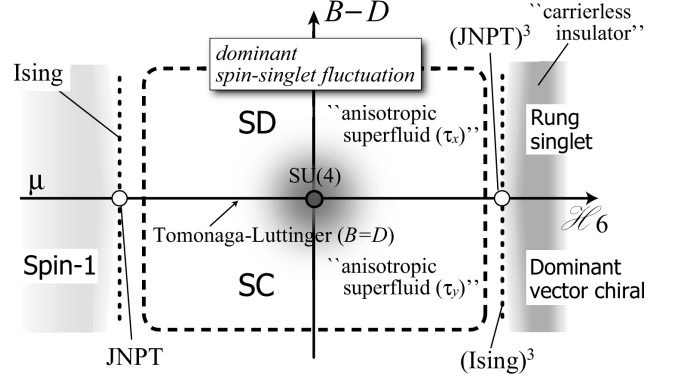 B−D
(JNPT)³
``carrierless
insulator''
dominant
spin-singlet fluctuation
Ising
SD
``anisotropic
superfluid (τx)''
Rung
singlet
SU(4)
μ
ℋ6
Tomonaga-Luttinger (B=D)
Spin-1
SC
``anisotropic
superfluid (τy)''
Dominant
vector chiral
JNPT
(Ising)³